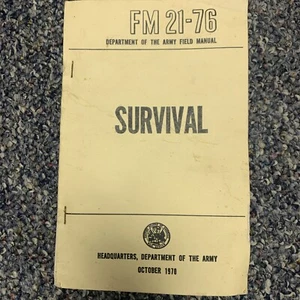 FM 21-76
DEPARTMENT OF THE ARMY FIELD MANUAL
SURVIVAL
HEADQUARTERS, DEPARTMENT OF THE ARMY
OCTOBER 1970